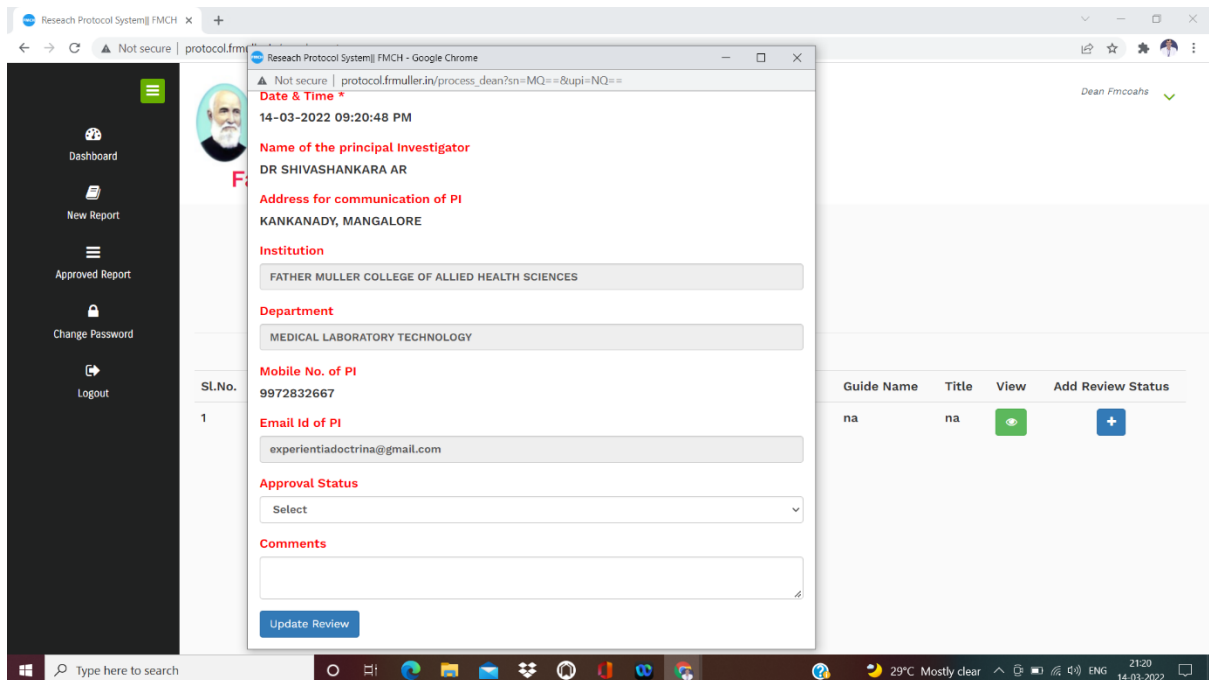 Reseach Protocol System|| FMCH
Not secure | protocol.frmu
Reseach Protocol System|| FMCH - Google Chrome
Not secure | protocol.frmuller.in/process_dean?sn=MQ==&upi=NQ==
Dean Fmcoahs
Dashboard
New Report
Approved Report
Change Password
Logout
Fa
Date & Time *
14-03-2022 09:20:48 PM
Name of the principal Investigator
DR SHIVASHANKARA AR
Address for communication of PI
KANKANADY, MANGALORE
Institution
FATHER MULLER COLLEGE OF ALLIED HEALTH SCIENCES
Department
MEDICAL LABORATORY TECHNOLOGY
Mobile No. of PI
9972832667
Email Id of PI
experientiadoctrina@gmail.com
Approval Status
Select
Comments
Update Review
Sl.No. Guide Name Title View Add Review Status
1 na na
Type here to search
29°C Mostly clear ENG 21:20
14-03-2022